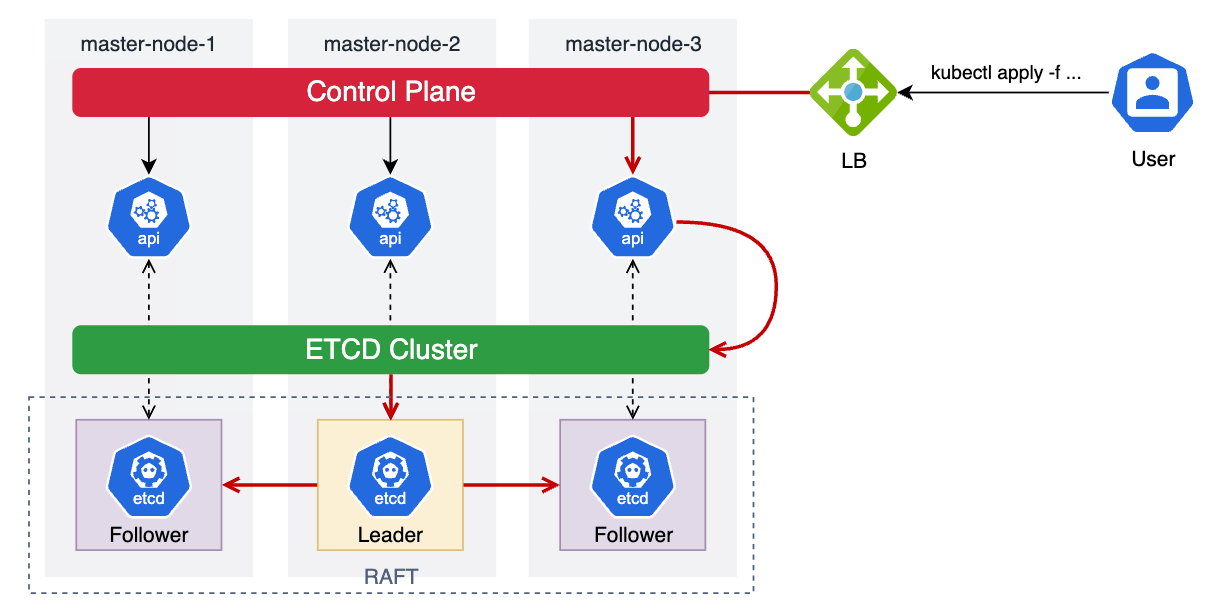 master-node-1
master-node-2
master-node-3
Control Plane
kubectl apply -f ...
LB
User
api
api
api
ETCD Cluster
etcd
etcd
etcd
Follower
Leader
Follower
RAFT